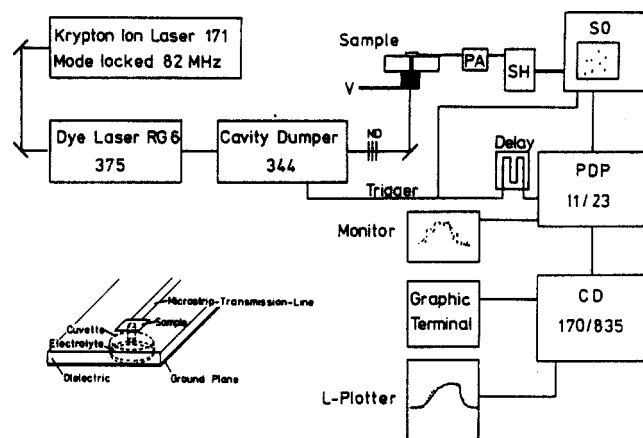 Krypton Ion Laser 171
Mode locked 82 MHz
Sample
PA
SH
SO
V
Dye Laser RG6
375
Cavity Dumper
344
ND
Delay
Trigger
PDP
11/23
Monitor
CD
170/835
Graphic
Terminal
L-Plotter
Microstrip-Transmission-Line
Sample
Cuvette
Electrolyte
Dielectric
Ground Plane